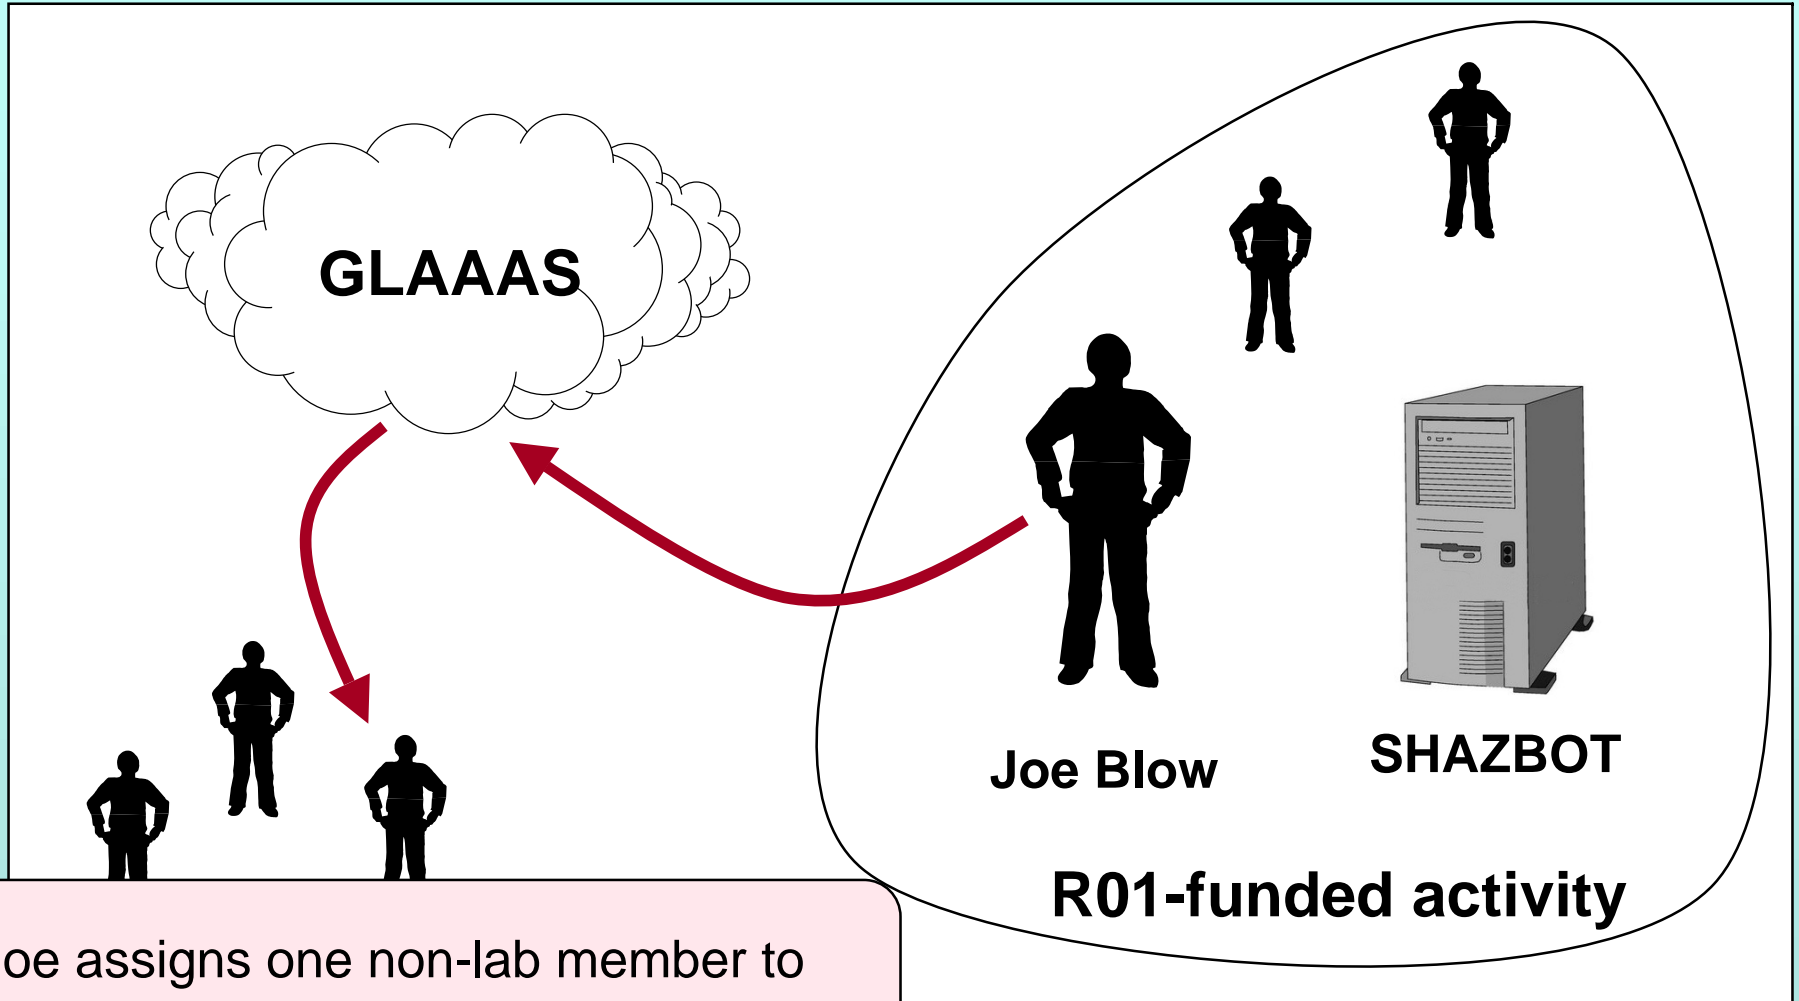 GLAAAS
Joe Blow
SHAZBOT
R01-funded activity
oe assigns one non-lab member to